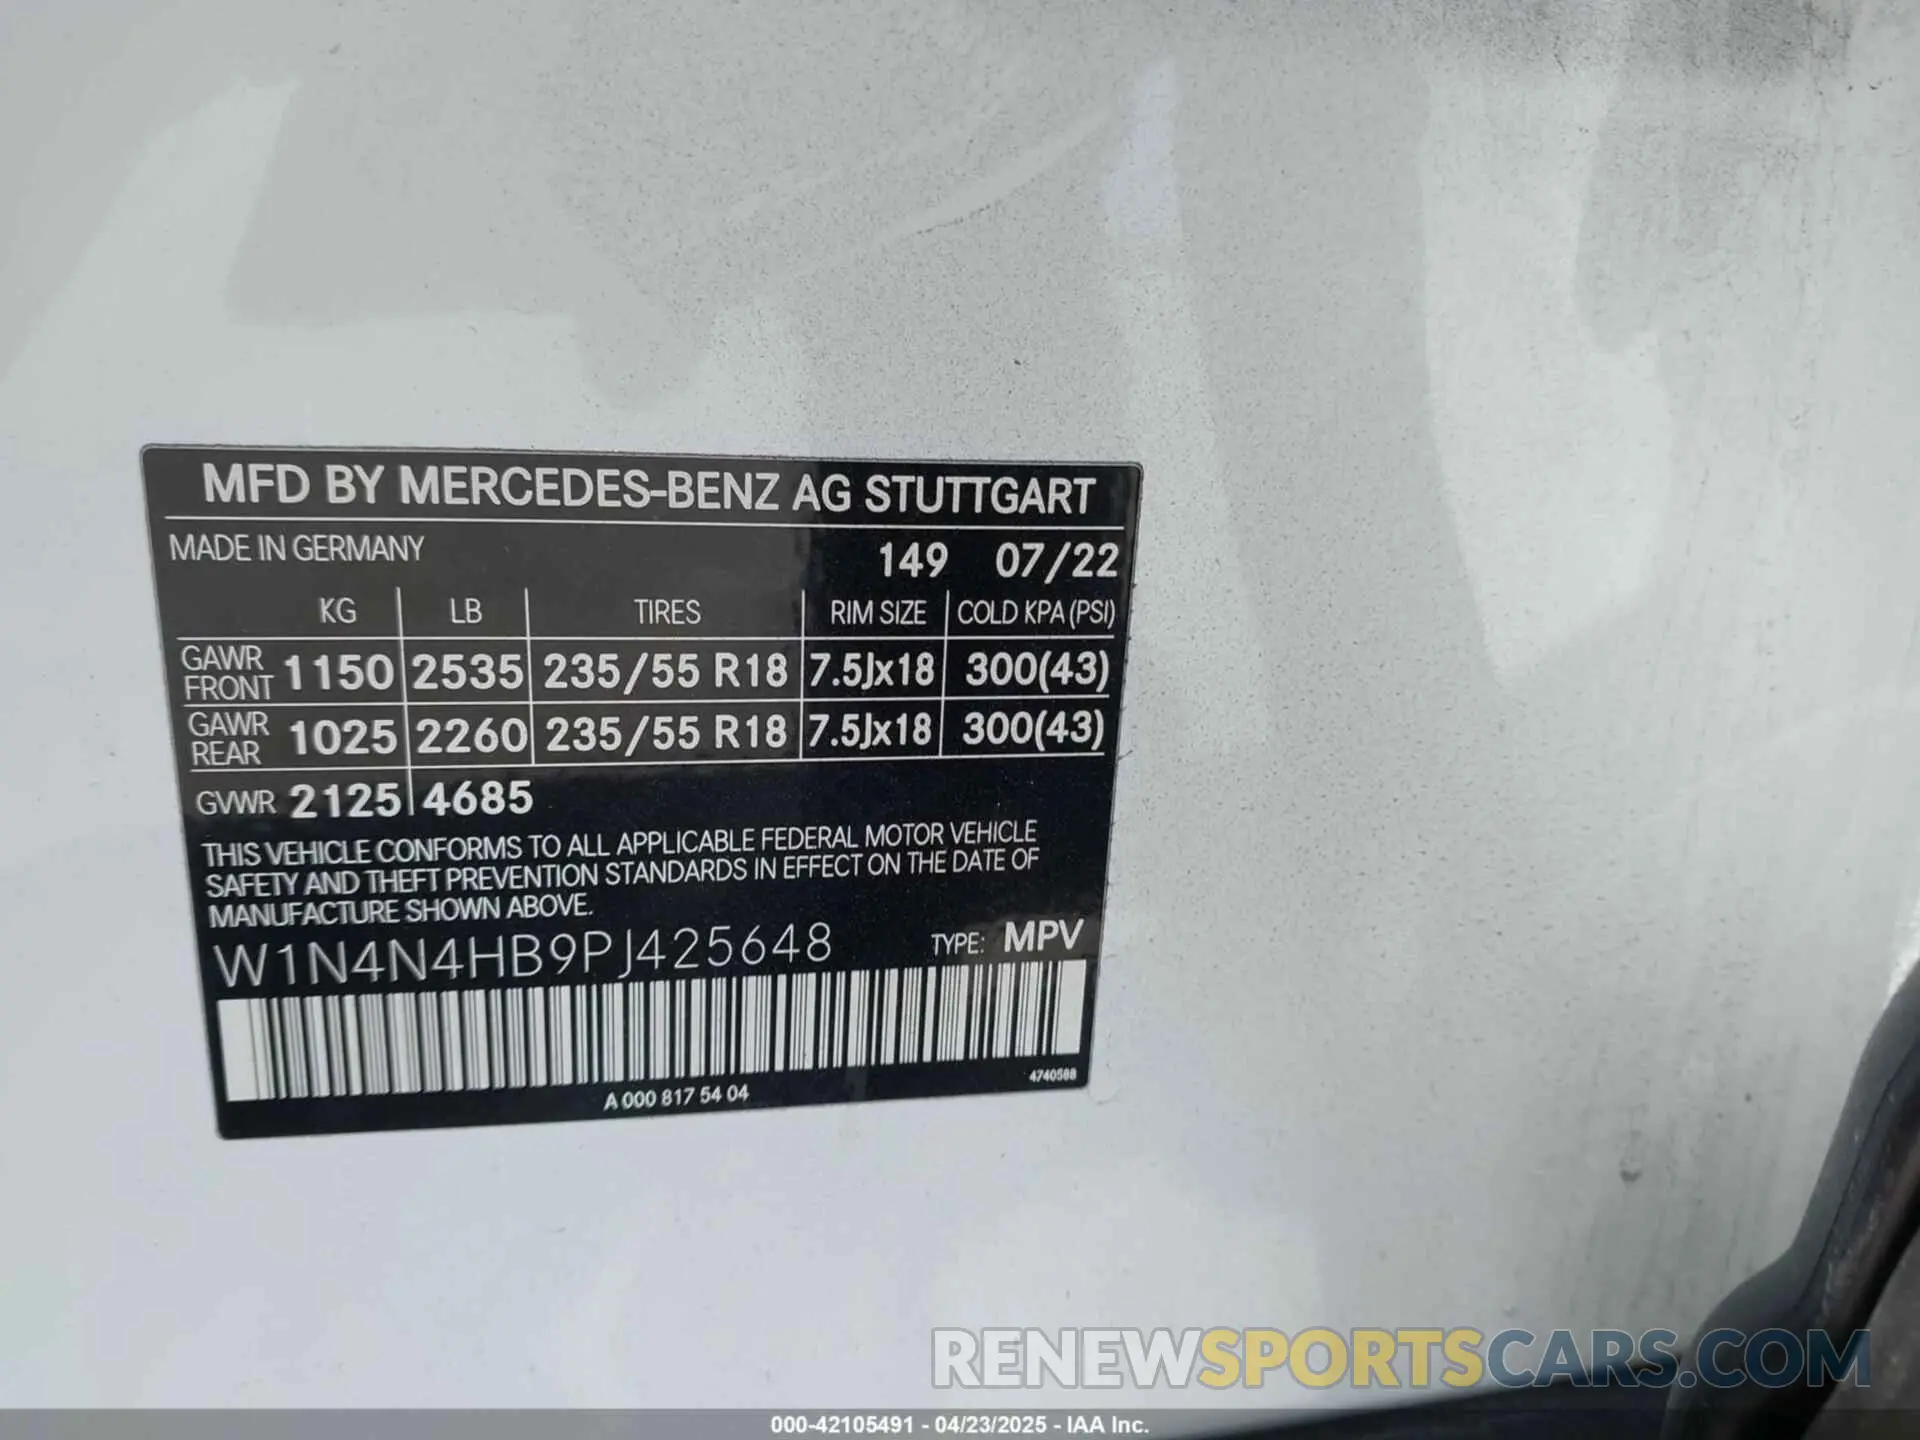 MFD BY MERCEDES-BENZ AG STUTTGART
MADE IN GERMANY 149 07/22
KG LB TIRES RIM SIZE COLD KPA (PSI)
GAWR FRONT 1150 2535 235/55 R18 7.5Jx18 300(43)
GAWR REAR 1025 2260 235/55 R18 7.5Jx18 300(43)
GVWR 2125 4685
THIS VEHICLE CONFORMS TO ALL APPLICABLE FEDERAL MOTOR VEHICLE
SAFETY AND THEFT PREVENTION STANDARDS IN EFFECT ON THE DATE OF
MANUFACTURE SHOWN ABOVE.
W1N4N4HB9PJ425648 TYPE: MPV
4740588
A 000 817 54 04
RENEWSPORTSCARS.COM
000-42105491 - 04/23/2025 - IAA Inc.